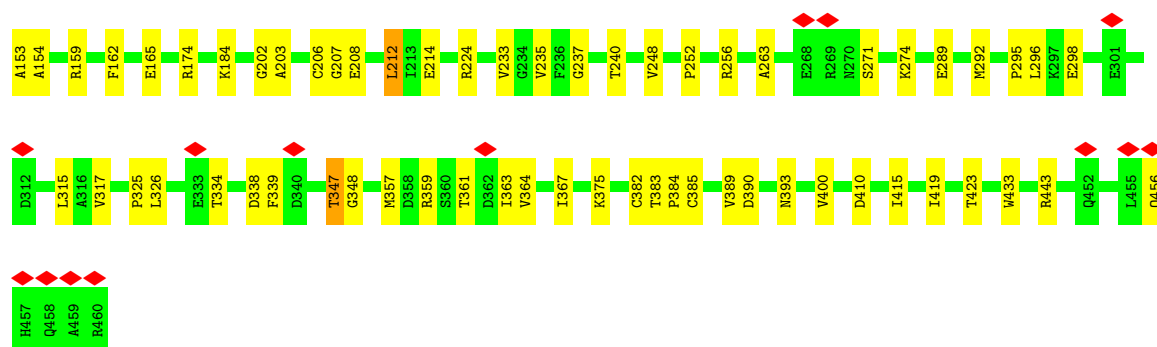 A153 A154 R159 F162 E165 R174 K184 G202 A203 C206 G207 E208 L212 I213 E214 R224 V233 G234 V235 F236 G237 T240 V248 P252 R256 A263 E268 R269 N270 S271 K274 E289 M292 P295 L296 K297 E298 E301
D312 L315 A316 V317 P325 L326 E333 T334 D338 F339 D340 T347 G348 M357 D358 R359 S360 T361 D362 I363 V364 I367 K375 C382 T383 P384 C385 V389 D390 N393 V400 D410 I415 I419 T423 W433 R443 Q452 L455 Q456
H457 Q458 A459 R460